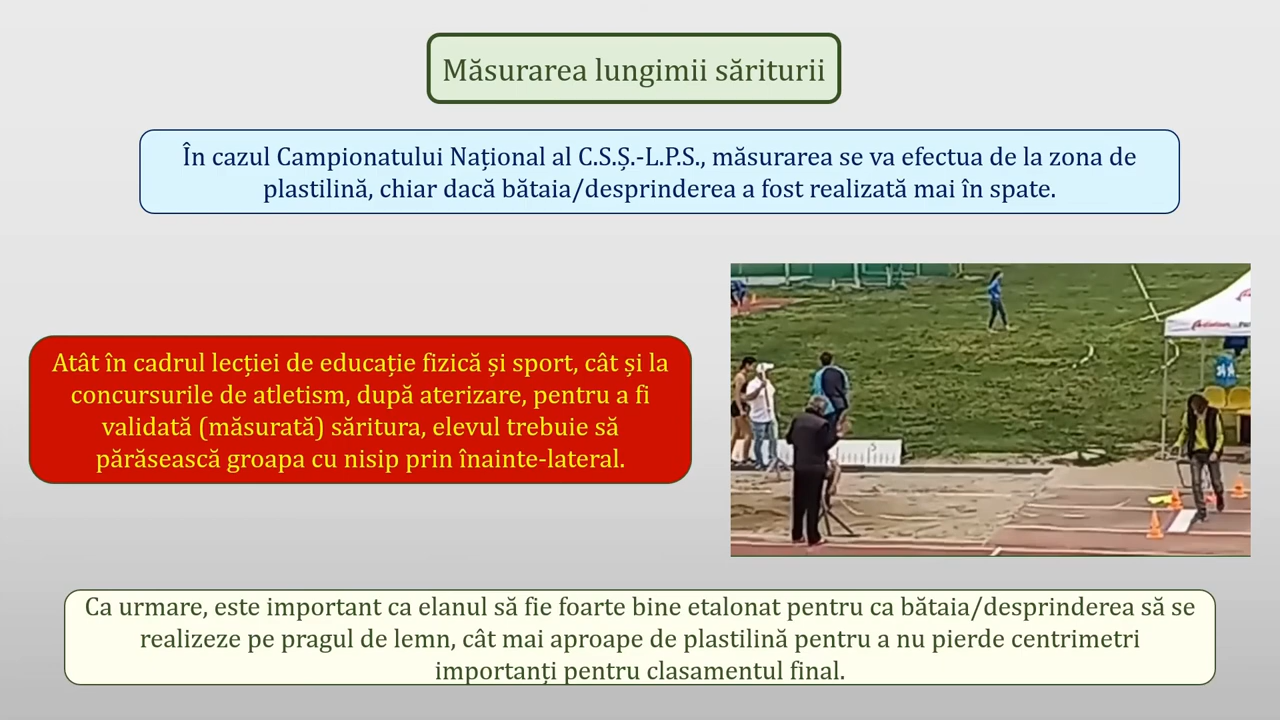 Măsurarea lungimii săriturii
În cazul Campionatului Național al C.S.Ș.-L.P.S., măsurarea se va efectua de la zona de
plastilină, chiar dacă bătaia/desprinderea a fost realizată mai în spate.
Atât în cadrul lecției de educație fizică și sport, cât și la
concursurile de atletism, după aterizare, pentru a fi
validată (măsurată) săritura, elevul trebuie să
părăsească groapa cu nisip prin înainte-lateral.
Ca urmare, este important ca elanul să fie foarte bine etalonat pentru ca bătaia/desprinderea să se
realizeze pe pragul de lemn, cât mai aproape de plastilină pentru a nu pierde centrimetri
importanți pentru clasamentul final.